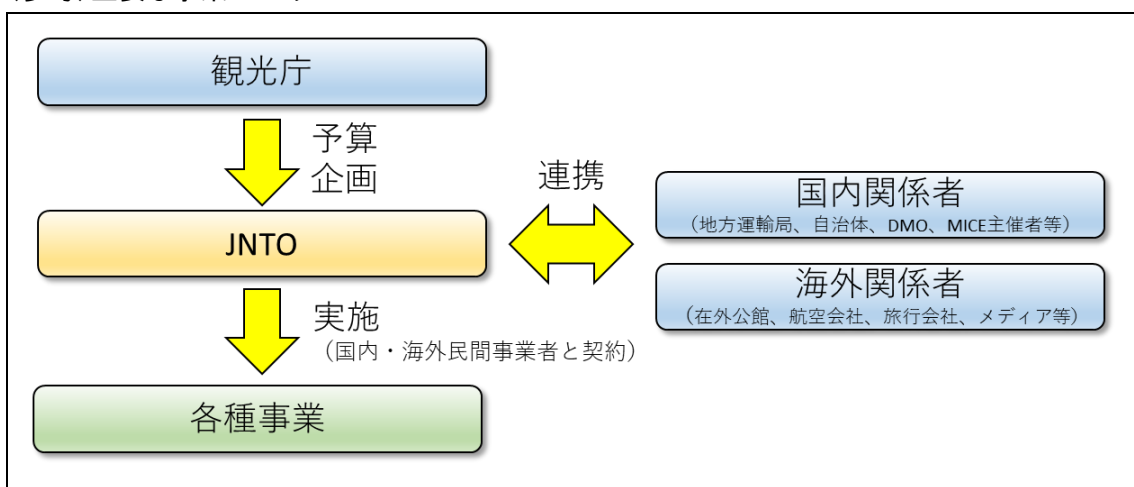 観光庁
予算
企画
連携
国内関係者
（地方運輸局、自治体、DMO、MICE主催者等）
JNTO
海外関係者
（在外公館、航空会社、旅行会社、メディア等）
実施
（国内・海外民間事業者と契約）
各種事業